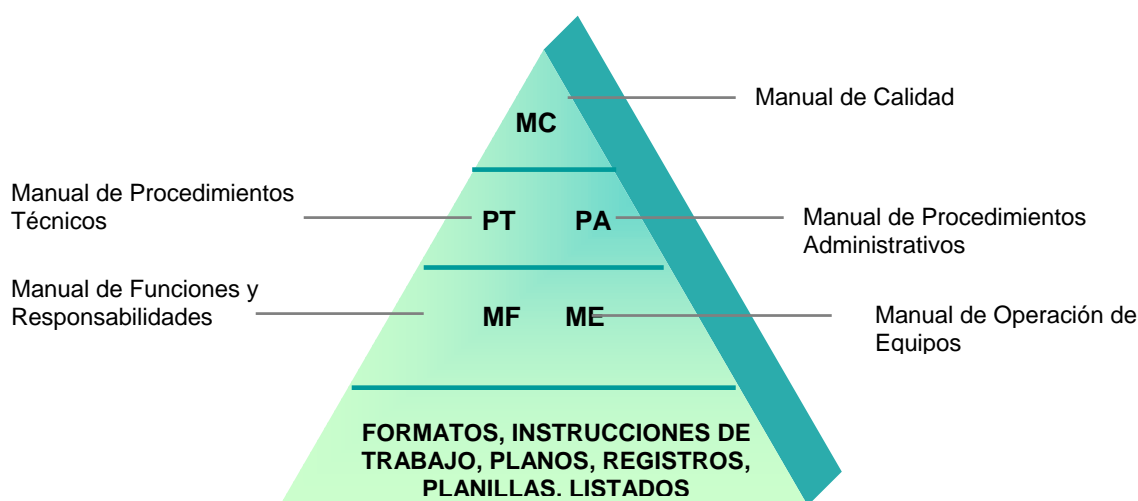 Manual de Calidad
MC
Manual de Procedimientos
Técnicos
PT PA
Manual de Procedimientos
Administrativos
Manual de Funciones y
Responsabilidades
MF ME
Manual de Operación de
Equipos
FORMATOS, INSTRUCCIONES DE
TRABAJO, PLANOS, REGISTROS,
PLANILLAS, LISTADOS